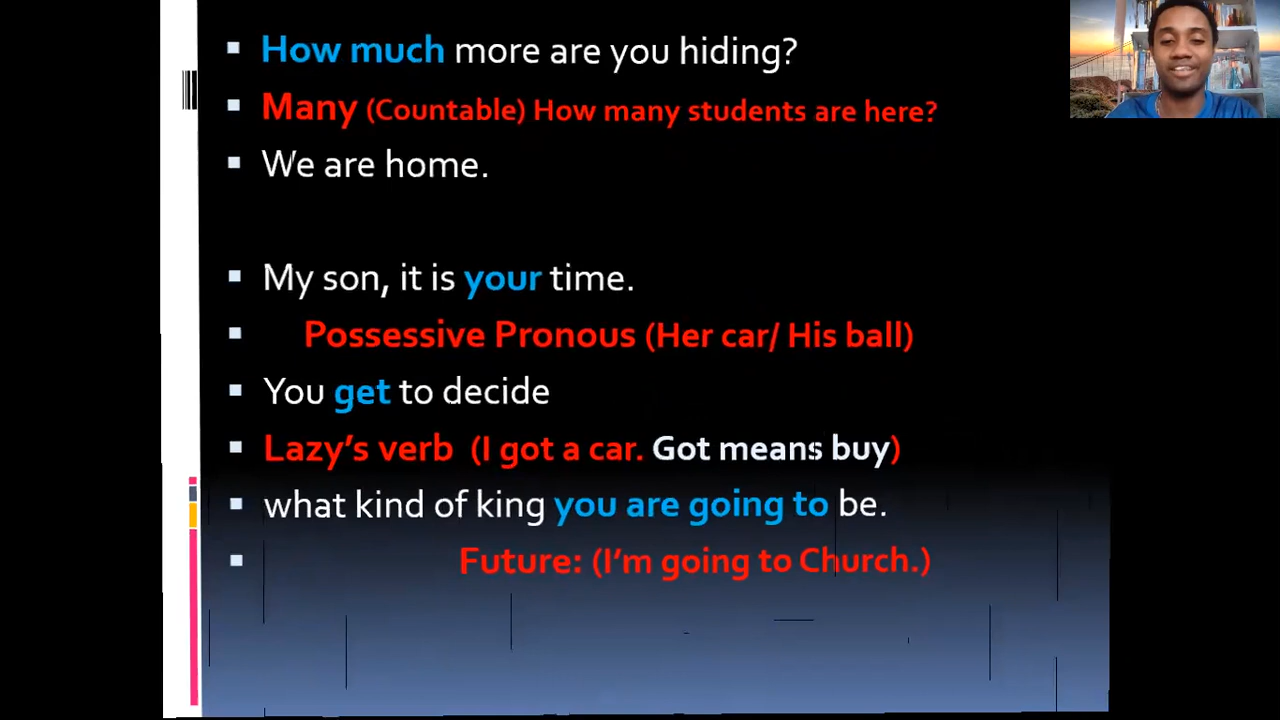 How much more are you hiding?
Many (Countable) How many students are here?
We are home.
My son, it is your time.
Possessive Pronous (Her car/ His ball)
You get to decide
Lazy's verb (I got a car. Got means buy)
what kind of king you are going to be.
Future: (I'm going to Church.)